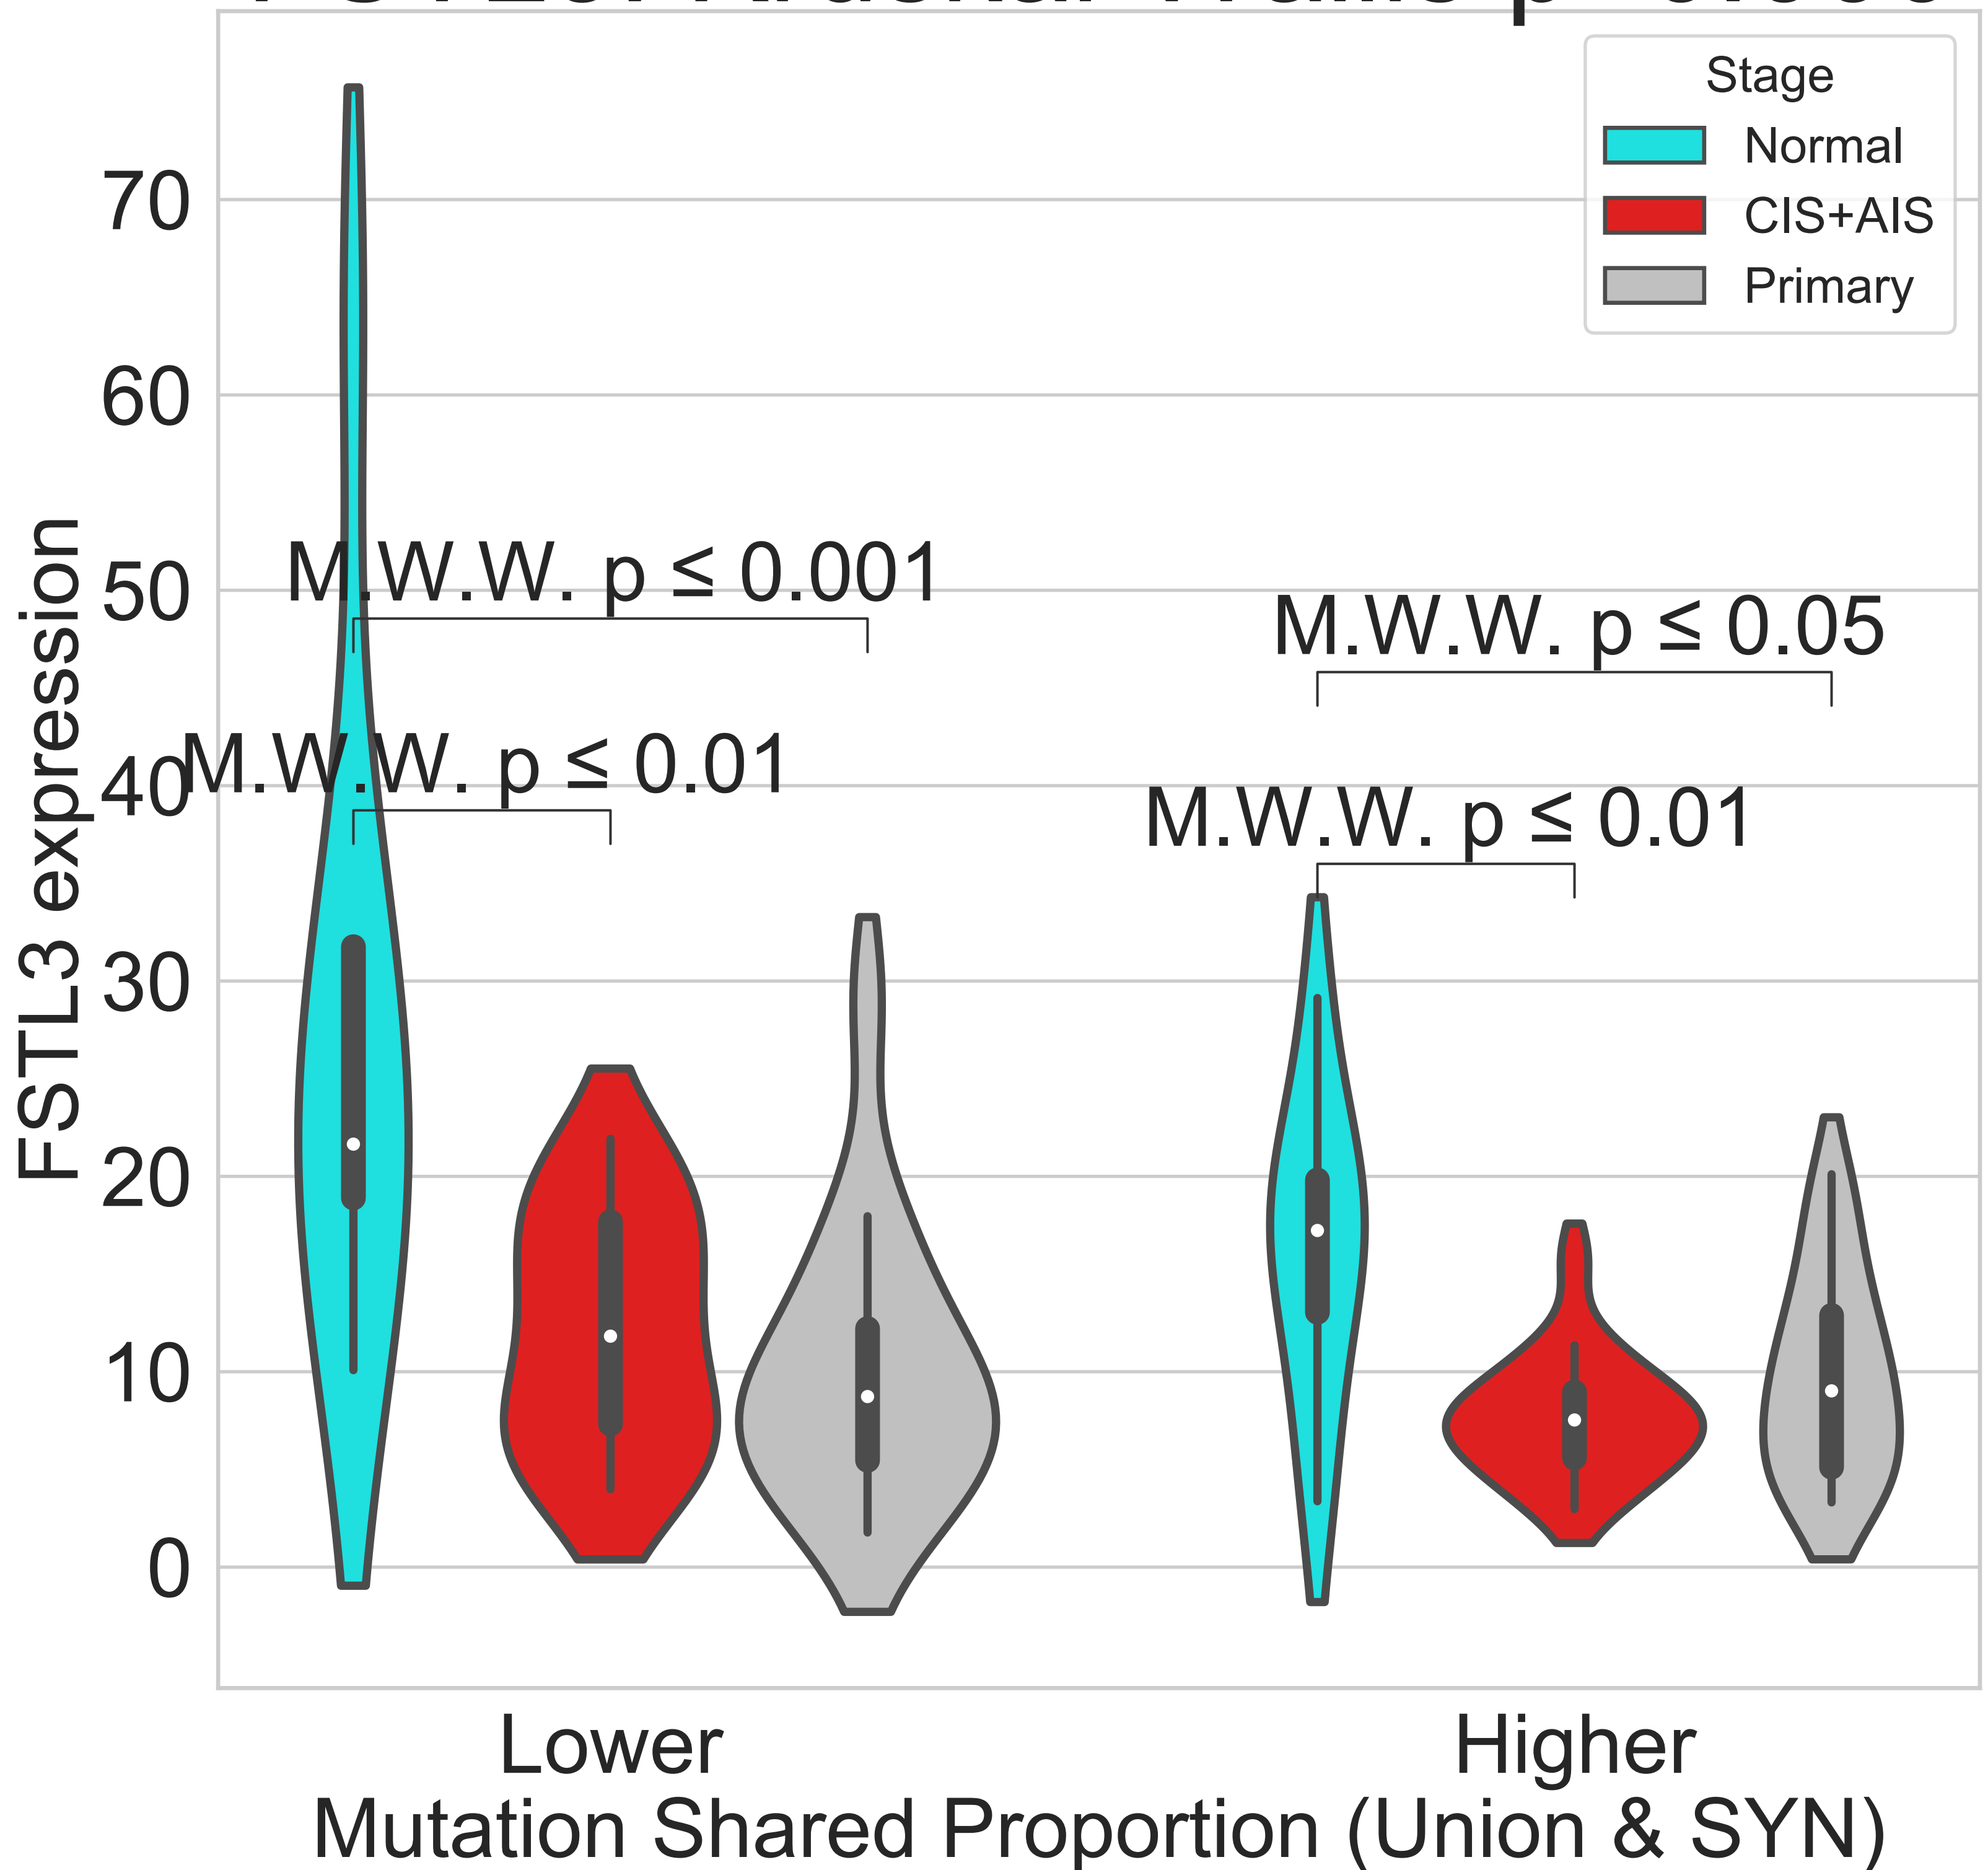 Stage
Normal
CIS+AIS
Primary
70
60
50
40
30
20
10
0
FSTL3 expression
M.W.W. p ≤ 0.001
M.W.W. p ≤ 0.01
M.W.W. p ≤ 0.05
M.W.W. p ≤ 0.01
Lower
Higher
Mutation Shared Proportion (Union & SYN)